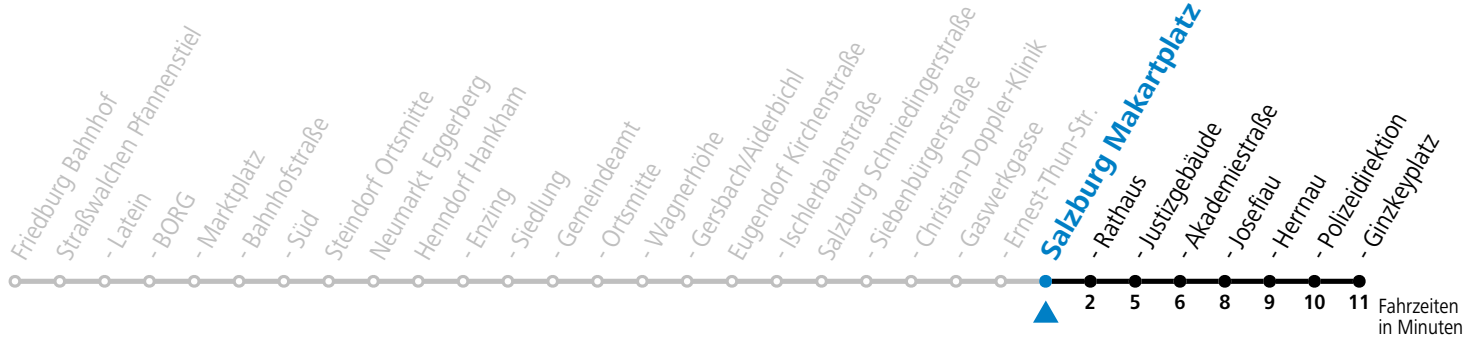 Friedburg Bahnhof
Straßwalchen Pfannenstiel
- Latein
- BORG
- Marktplatz
- Bahnhofstraße
- Süd
Steindorf Ortsmitte
Neumarkt Eggerberg
Henndorf Hankham
- Enzing
- Siedlung
- Gemeindeamt
- Ortsmitte
- Wagnerhöhe
- Gersbach/Aiderbichl
Eugendorf Kirchenstraße
- Ischlerbahnstraße
Salzburg Schmiedingerstraße
- Siebenbürgerstraße
- Christian-Doppler-Klinik
- Gaswerkgasse
- Ernest-Thun-Str.
Salzburg Makartplatz
- Rathaus
- Justizgebäude
- Akademiestraße
- Josefiau
- Herrnau
- Polizeidirektion
- Ginzkeyplatz
2 5 6 8 9 10 11 Fahrzeiten
in Minuten